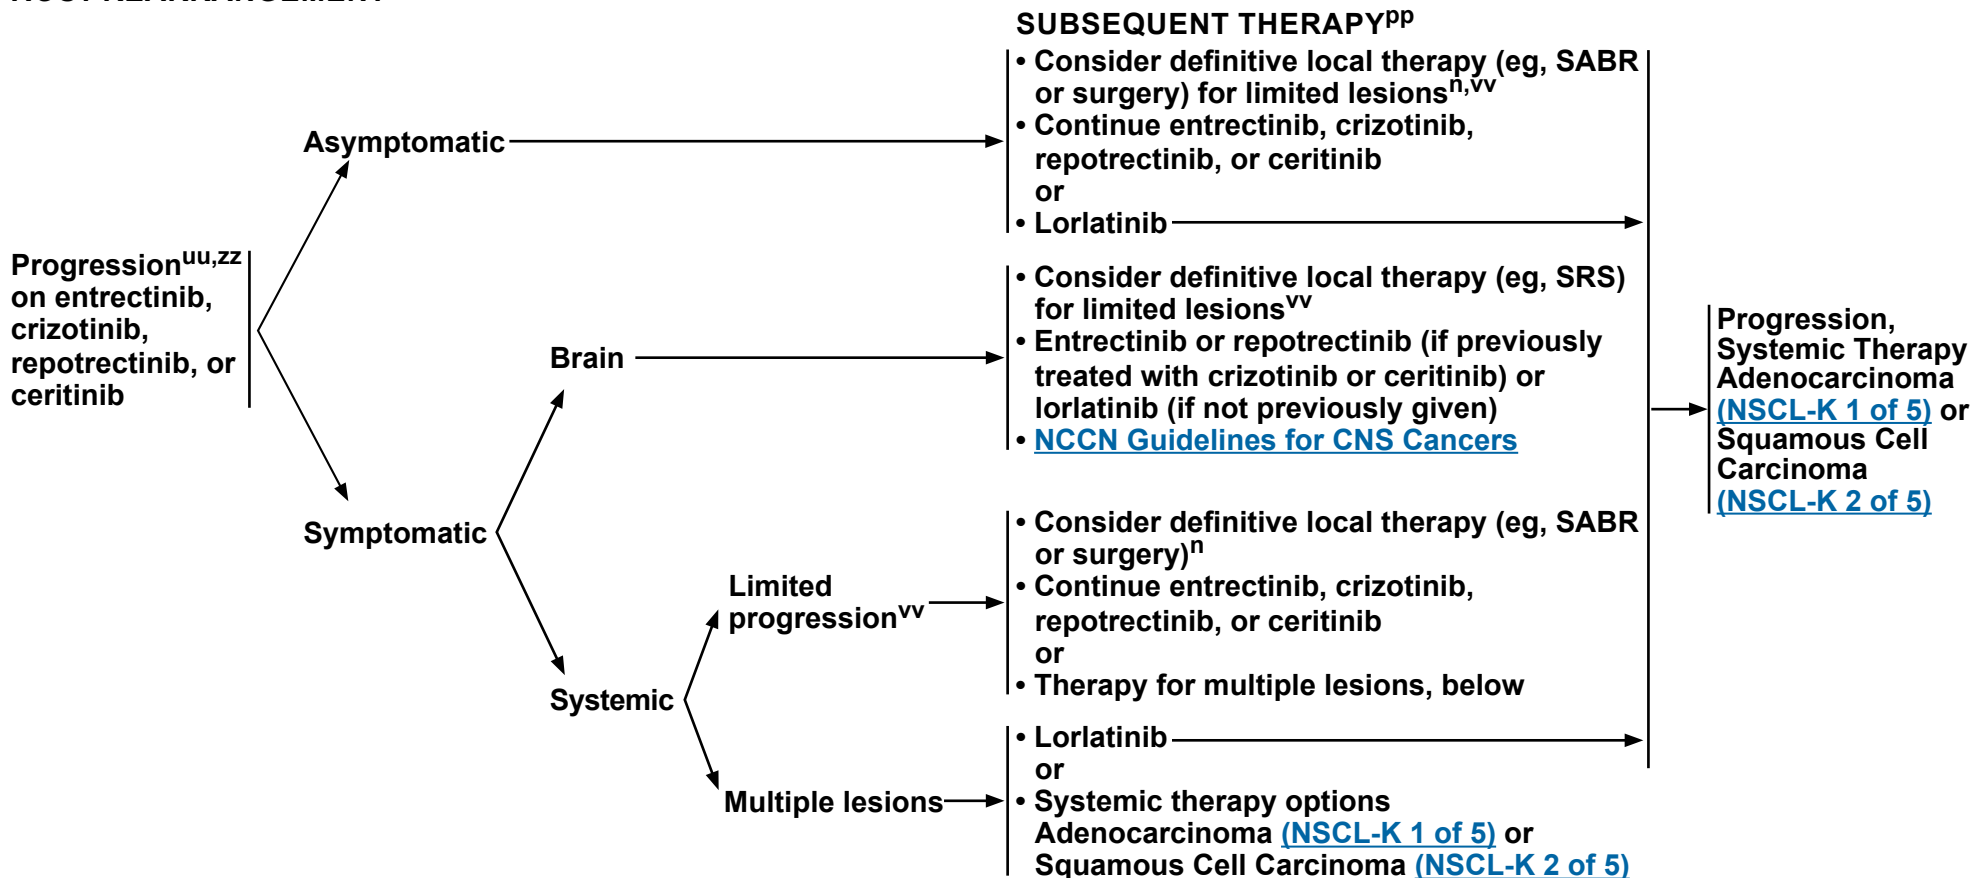 SUBSEQUENT THERAPYpp
• Consider definitive local therapy (eg, SABR
or surgery) for limited lesionsn,vv
• Continue entrectinib, crizotinib,
repotrectinib, or ceritinib
or
• Lorlatinib
Asymptomatic
Progressionuu,zz
on entrectinib,
crizotinib,
repotrectinib, or
ceritinib
• Consider definitive local therapy (eg, SRS)
for limited lesionsvv
• Entrectinib or repotrectinib (if previously
treated with crizotinib or ceritinib) or
lorlatinib (if not previously given)
• NCCN Guidelines for CNS Cancers
Brain
Progression,
Systemic Therapy
Adenocarcinoma
(NSCL-K 1 of 5) or
Squamous Cell
Carcinoma
(NSCL-K 2 of 5)
Symptomatic
• Consider definitive local therapy (eg, SABR
or surgery)n
• Continue entrectinib, crizotinib,
repotrectinib, or ceritinib
or
• Therapy for multiple lesions, below
Limited
progressionvv
Systemic
• Lorlatinib
or
• Systemic therapy options
Adenocarcinoma (NSCL-K 1 of 5) or
Squamous Cell Carcinoma (NSCL-K 2 of 5)
Multiple lesions